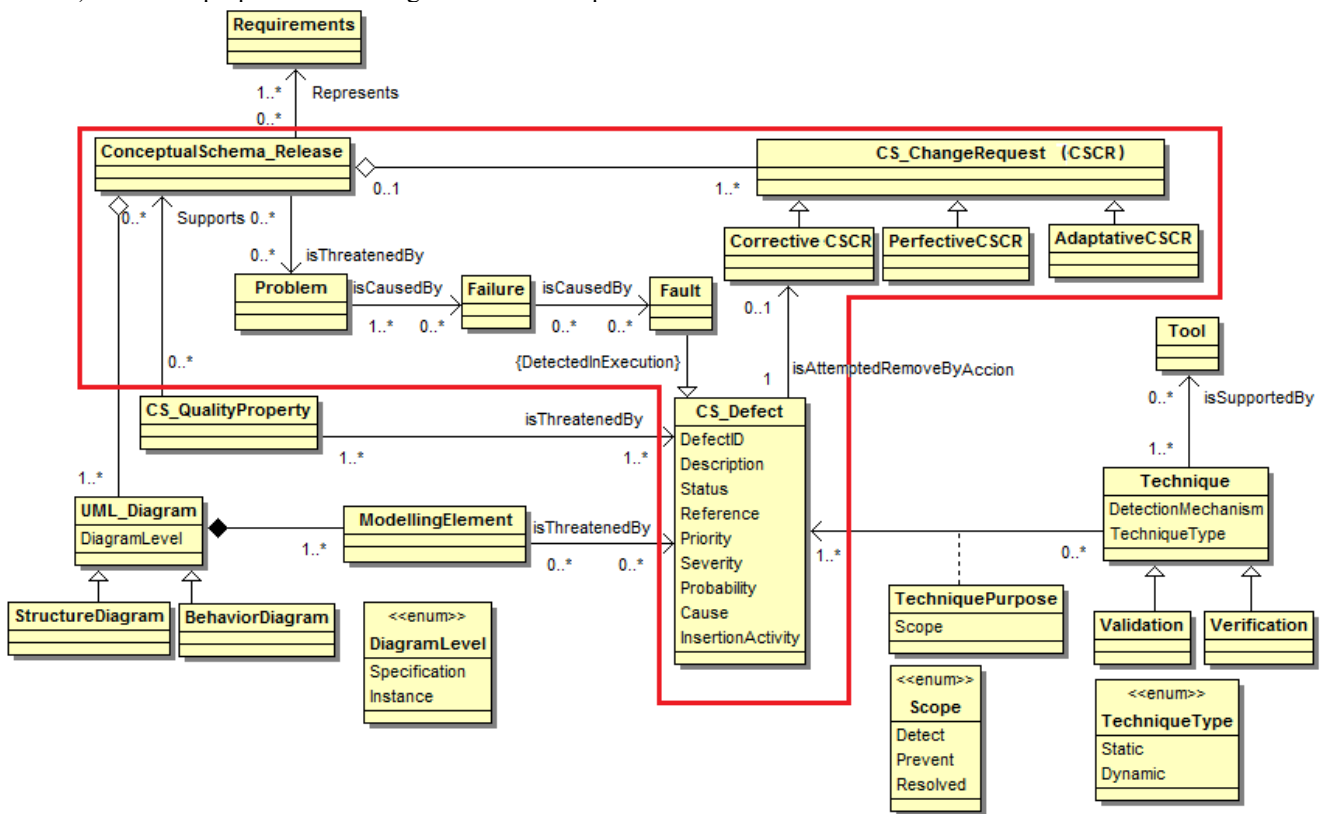 Requirements
1..*
Represents
0..*
ConceptualSchema_Release
0..1
1..*
CS_ChangeRequest (CSCR)
0..*
Supports
0..*
0..*
isThreatenedBy
Corrective CSCR
PerfectiveCSCR
AdaptativeCSCR
Problem
isCausedBy
1..*
0..*
Failure
isCausedBy
0..*
0..*
Fault
0..1
{DetectedInExecution}
isAttemptedRemoveByAccion
1
Tool
0..*
isSupportedBy
1..*
0..*
CS_QualityProperty
isThreatenedBy
1..*
1..*
CS_Defect
DefectID
Description
Status
Reference
Priority
Severity
Probability
Cause
InsertionActivity
1..*
UML_Diagram
DiagramLevel
1..*
ModellingElement
isThreatenedBy
0..*
0..*
1..*
0..*
Technique
DetectionMechanism
TechniqueType
StructureDiagram
BehaviorDiagram
<<enum>>
DiagramLevel
Specification
Instance
TechniquePurpose
Scope
Validation
Verification
<<enum>>
Scope
Detect
Prevent
Resolved
<<enum>>
TechniqueType
Static
Dynamic